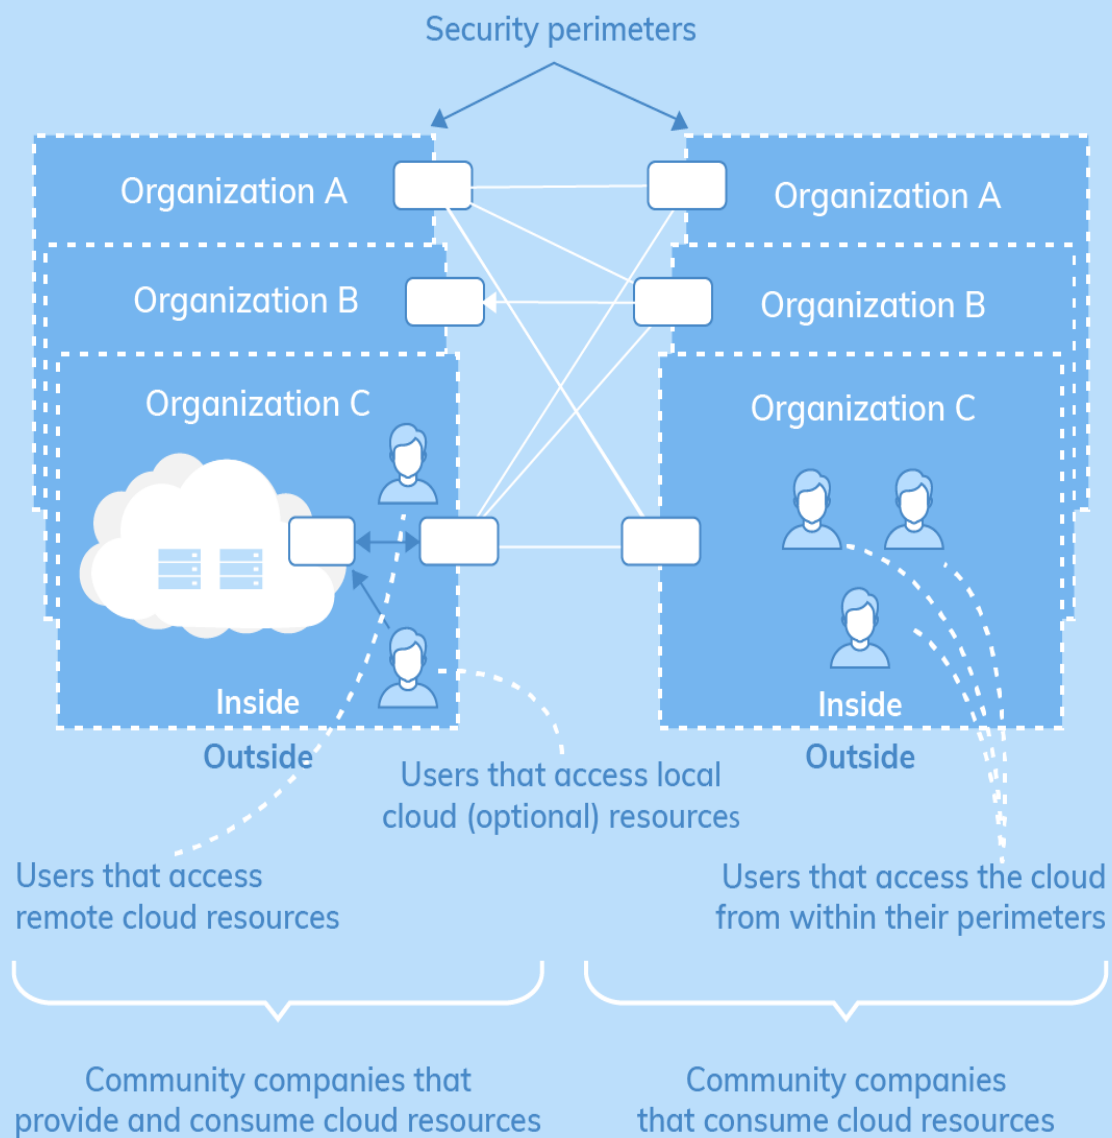 Security perimeters
Organization A
Organization B
Organization C
Inside
Outside
Organization A
Organization B
Organization C
Inside
Outside
Users that access local
cloud (optional) resources
Users that access
remote cloud resources
Users that access the cloud
from within their perimeters
Community companies that
provide and consume cloud resources
Community companies
that consume cloud resources